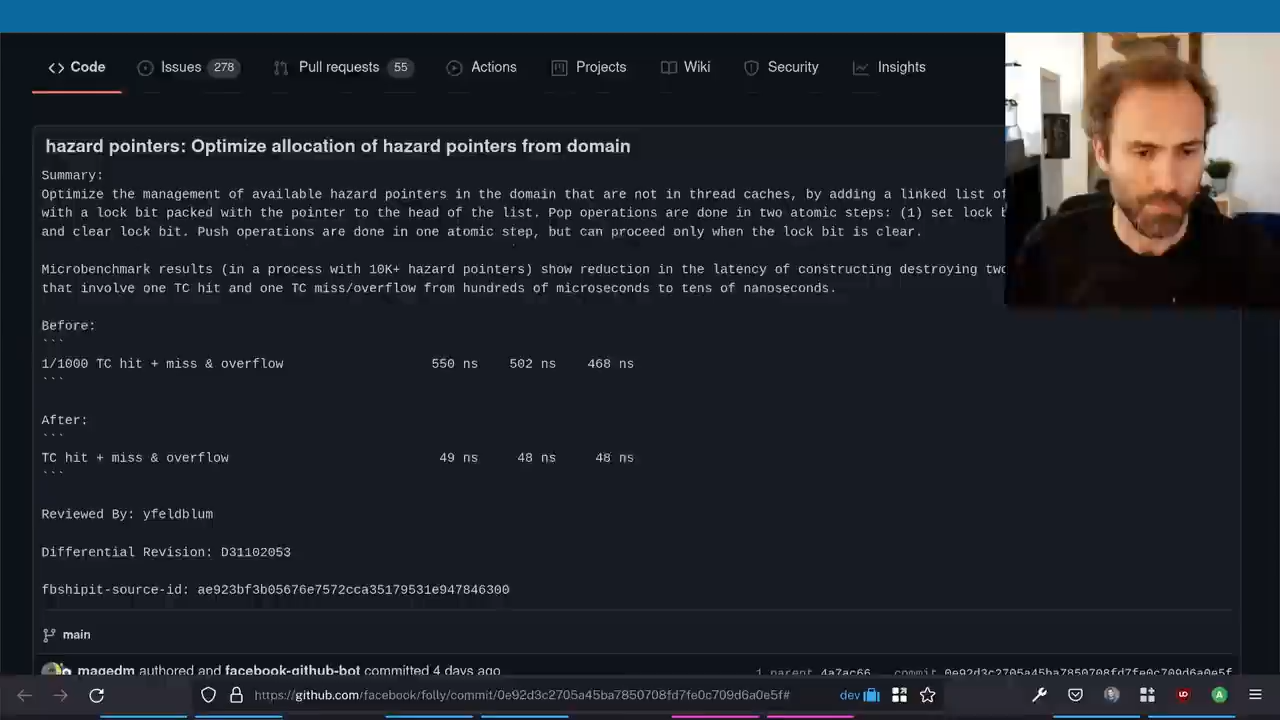 Code
Issues 278
Pull requests 55
Actions
Projects
Wiki
Security
Insights
hazard pointers: Optimize allocation of hazard pointers from domain
Summary:
Optimize the management of available hazard pointers in the domain that are not in thread caches, by adding a linked list of
with a lock bit packed with the pointer to the head of the list. Pop operations are done in two atomic steps: (1) set lock
and clear lock bit. Push operations are done in one atomic step, but can proceed only when the lock bit is clear.
Microbenchmark results (in a process with 10K+ hazard pointers) show reduction in the latency of constructing destroying
that involve one TC hit and one TC miss/overflow from hundreds of microseconds to tens of nanoseconds.
Before:
```
1/1000 TC hit + miss & overflow 550 ns 502 ns 468 ns
```
After:
```
TC hit + miss & overflow 49 ns 48 ns 48 ns
```
Reviewed By: yfeldblum
Differential Revision: D31102053
fbshipit-source-id: ae923bf3b05676e7572cca35179531e947846300
main
magedm authored and facebook-github-bot committed 4 days ago
1 parent 4a7ac66 commit 0e92d3c2705a45ba7850708fd7fe0c709d6a0e5f
https://github.com/facebook/folly/commit/0e92d3c2705a45ba7850708fd7fe0c709d6a0e5f#
dev